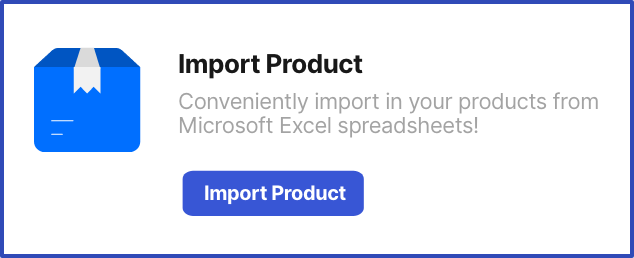 Import Product
Conveniently import in your products from
Microsoft Excel spreadsheets!
Import Product